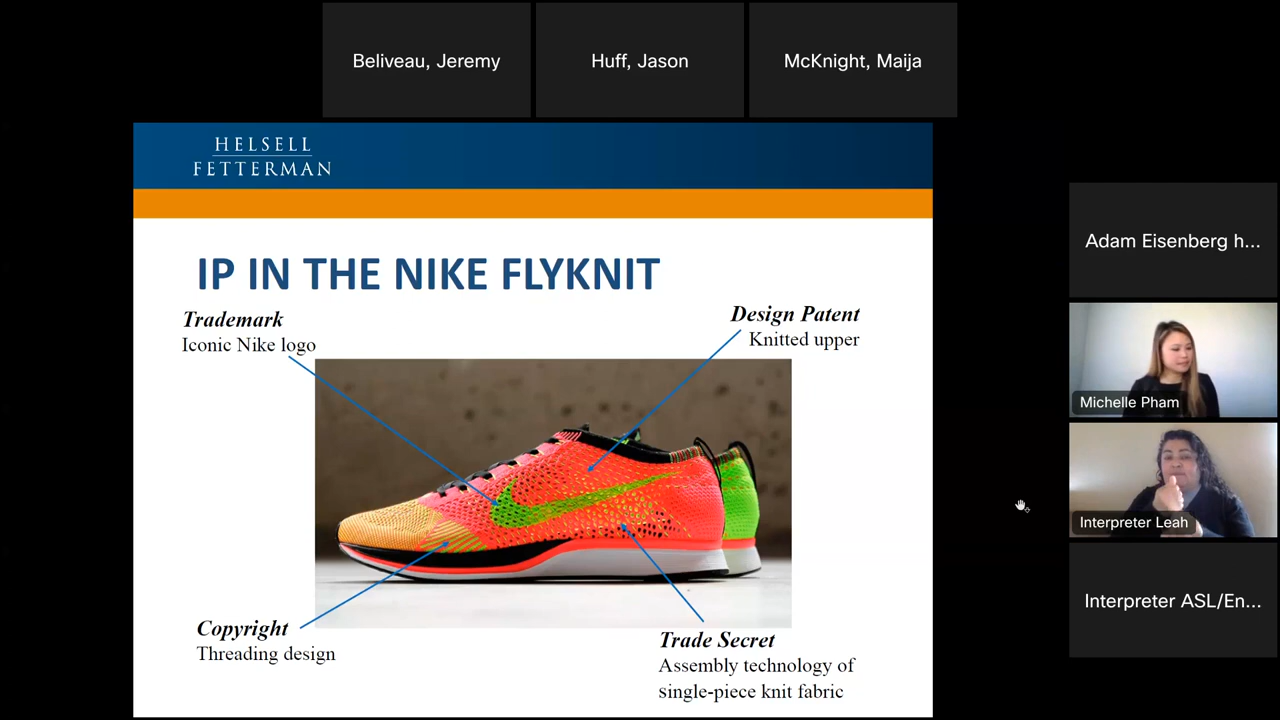 Beliveau, Jeremy
Huff, Jason
McKnight, Maija
HELSELL
FETTERMAN
IP IN THE NIKE FLYKNIT
Trademark
Iconic Nike logo
Design Patent
Knitted upper
Copyright
Threading design
Trade Secret
Assembly technology of
single-piece knit fabric
Adam Eisenberg h...
Michelle Pham
Interpreter Leah
Interpreter ASL/En...